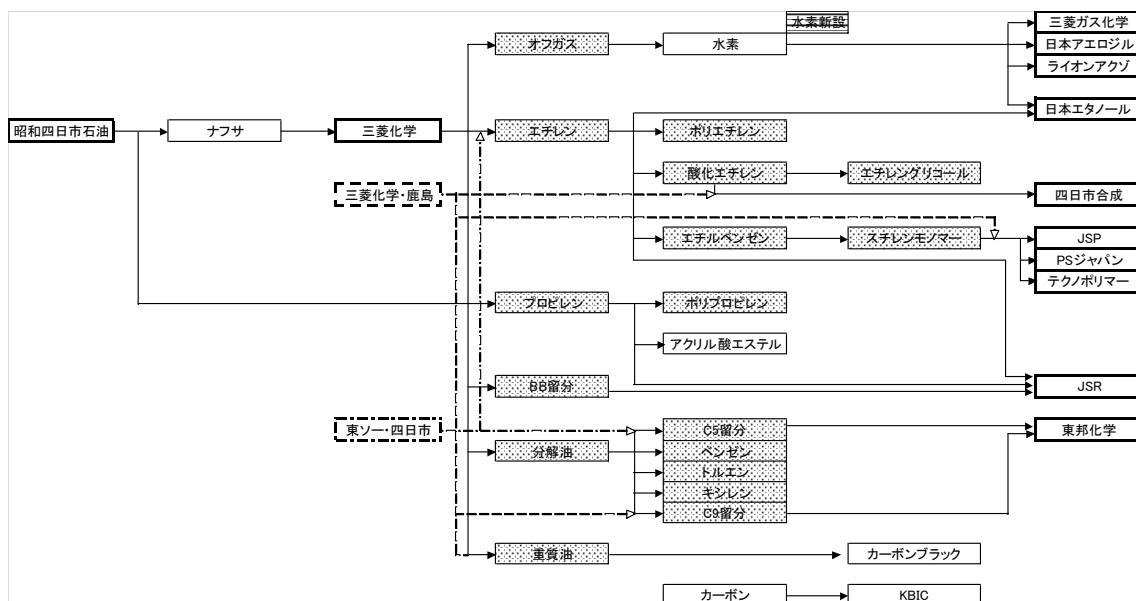 水素新設
三菱ガス化学
オフガス
水素
日本アエロジル
ライオンアクゾ
日本エタノール
昭和四日市石油
ナフサ
三菱化学
エチレン
ポリエチレン
酸化エチレン
エチレングリコール
三菱化学・鹿島
四日市合成
エチルベンゼン
スチレンモノマー
JSP
PSジャパン
テクノポリマー
プロピレン
ポリプロピレン
アクリル酸エステル
BB留分
JSR
東ソー・四日市
C5留分
東邦化学
分解油
ベンゼン
トルエン
キシレン
C9留分
重質油
カーボンブラック
カーボン
KBIC